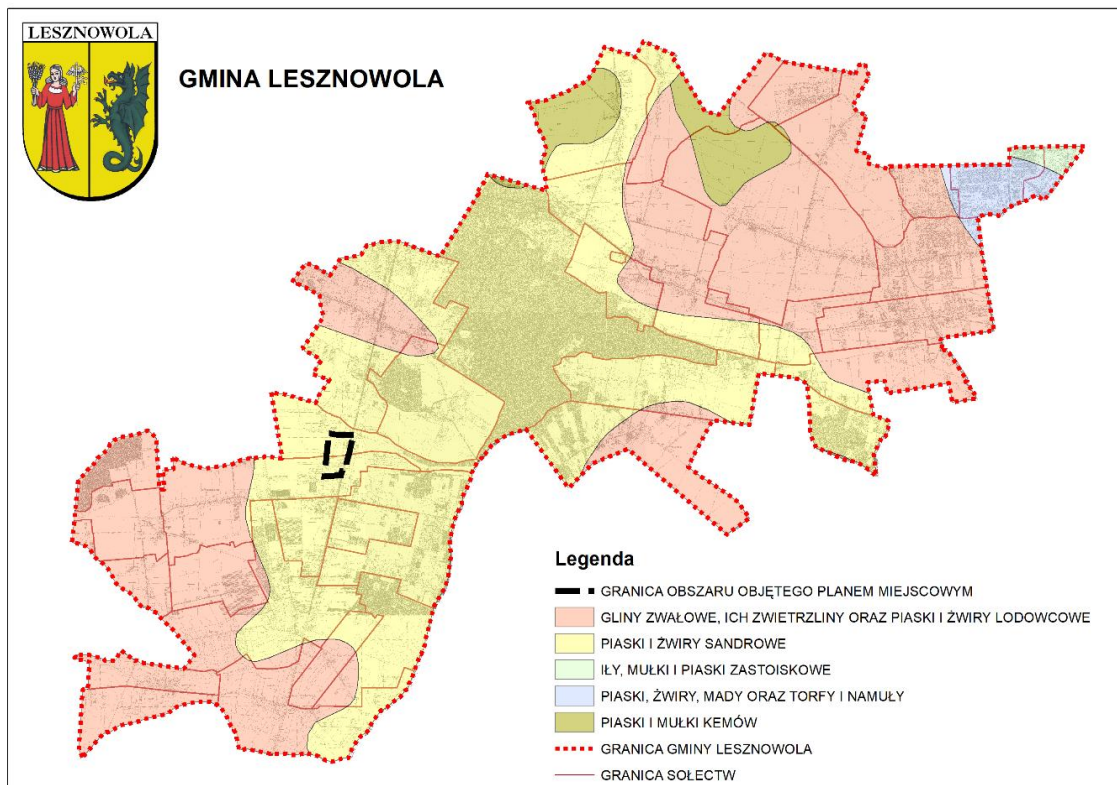 LESZNOWOLA
GMINA LESZNOWOLA
Legenda
GRANICA OBSZARU OBJĘTEGO PLANEM MIEJSCOWYM
GLINY ZWAŁOWE, ICH ZWIETRZLINY ORAZ PIASKI I ŻWIRY LODOWCOWE
PIASKI I ŻWIRY SANDROWE
IŁY, MUŁKI I PIASKI ZASTOISKOWE
PIASKI, ŻWIRY, MADY ORAZ TORFY I NAMUŁY
PIASKI I MUŁKI KEMÓW
GRANICA GMINY LESZNOWOLA
GRANICA SOŁECTW